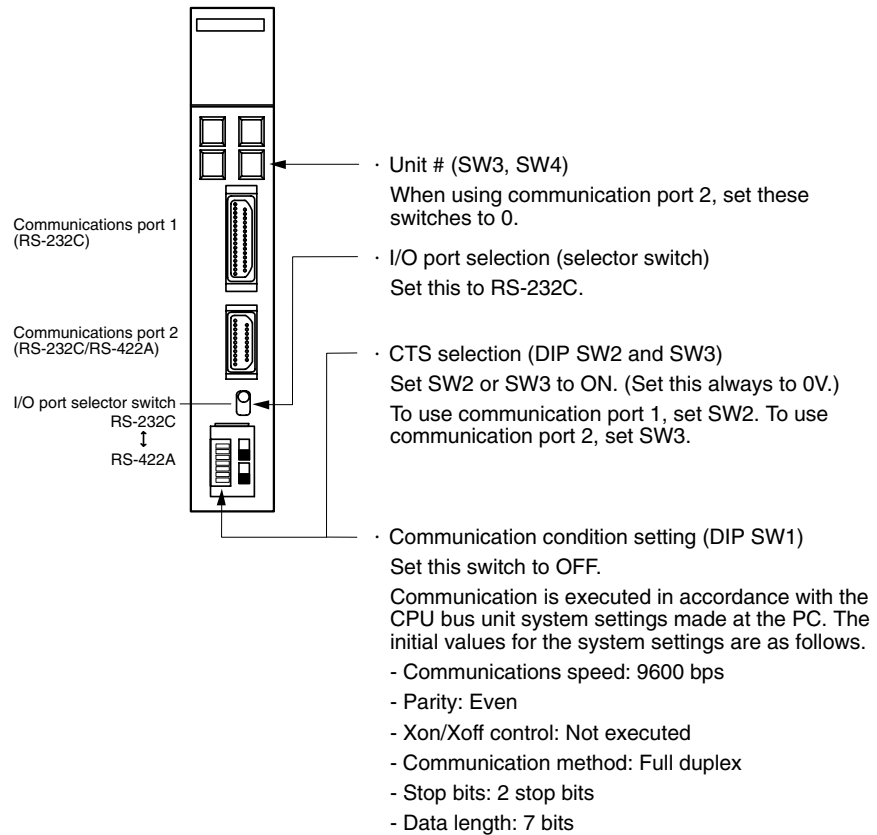 · Unit # (SW3, SW4)
When using communication port 2, set these
switches to 0.
Communications port 1
(RS-232C)
· I/O port selection (selector switch)
Set this to RS-232C.
Communications port 2
(RS-232C/RS-422A)
· CTS selection (DIP SW2 and SW3)
Set SW2 or SW3 to ON. (Set this always to 0V.)
To use communication port 1, set SW2. To use
communication port 2, set SW3.
I/O port selector switch
RS-232C
↕
RS-422A
· Communication condition setting (DIP SW1)
Set this switch to OFF.
Communication is executed in accordance with the
CPU bus unit system settings made at the PC. The
initial values for the system settings are as follows.
- Communications speed: 9600 bps
- Parity: Even
- Xon/Xoff control: Not executed
- Communication method: Full duplex
- Stop bits: 2 stop bits
- Data length: 7 bits